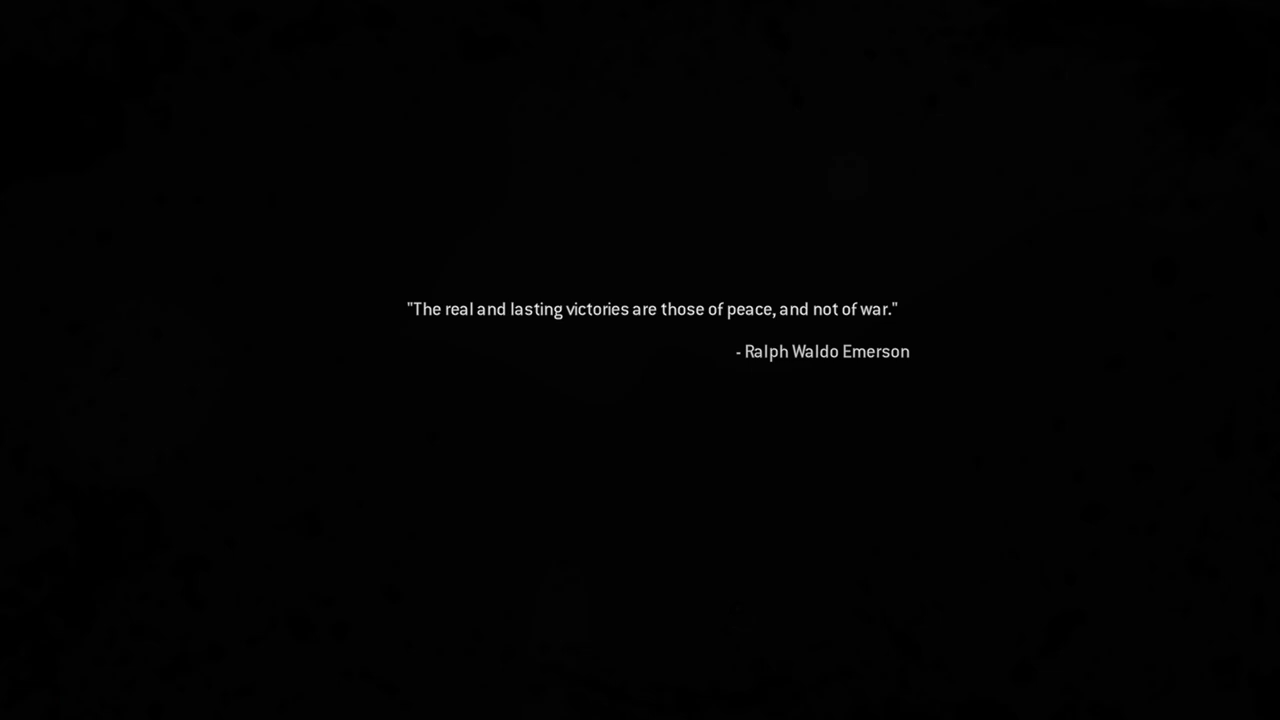 "The real and lasting victories are those of peace, and not of war."
- Ralph Waldo Emerson